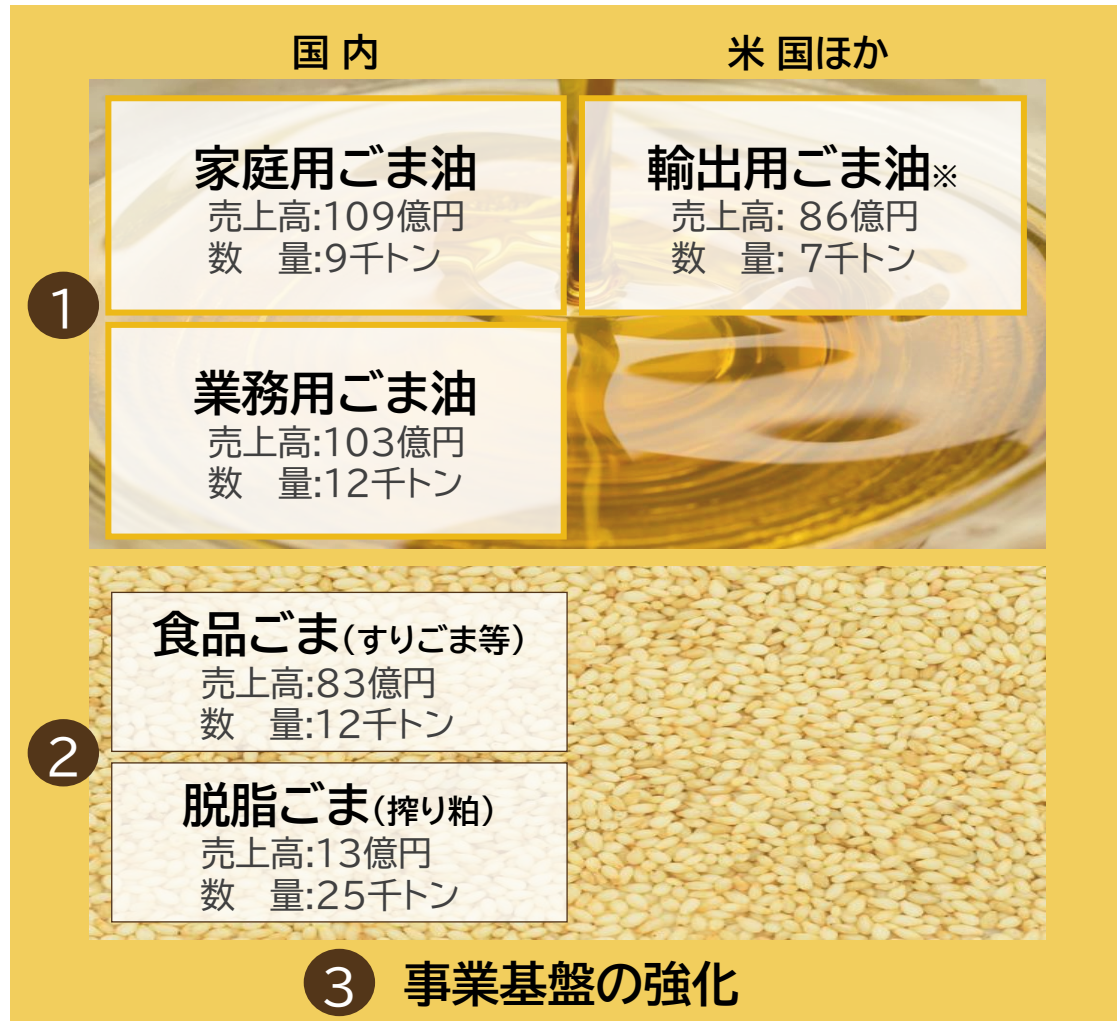 国 内
米 国ほか
1
家庭用ごま油
売上高:109億円
数　量:9千トン
輸出用ごま油※
売上高: 86億円
数　量: 7千トン
業務用ごま油
売上高:103億円
数　量:12千トン
2
食品ごま(すりごま等)
売上高:83億円
数　量:12千トン
脱脂ごま(搾り粕)
売上高:13億円
数　量:25千トン
3 事業基盤の強化